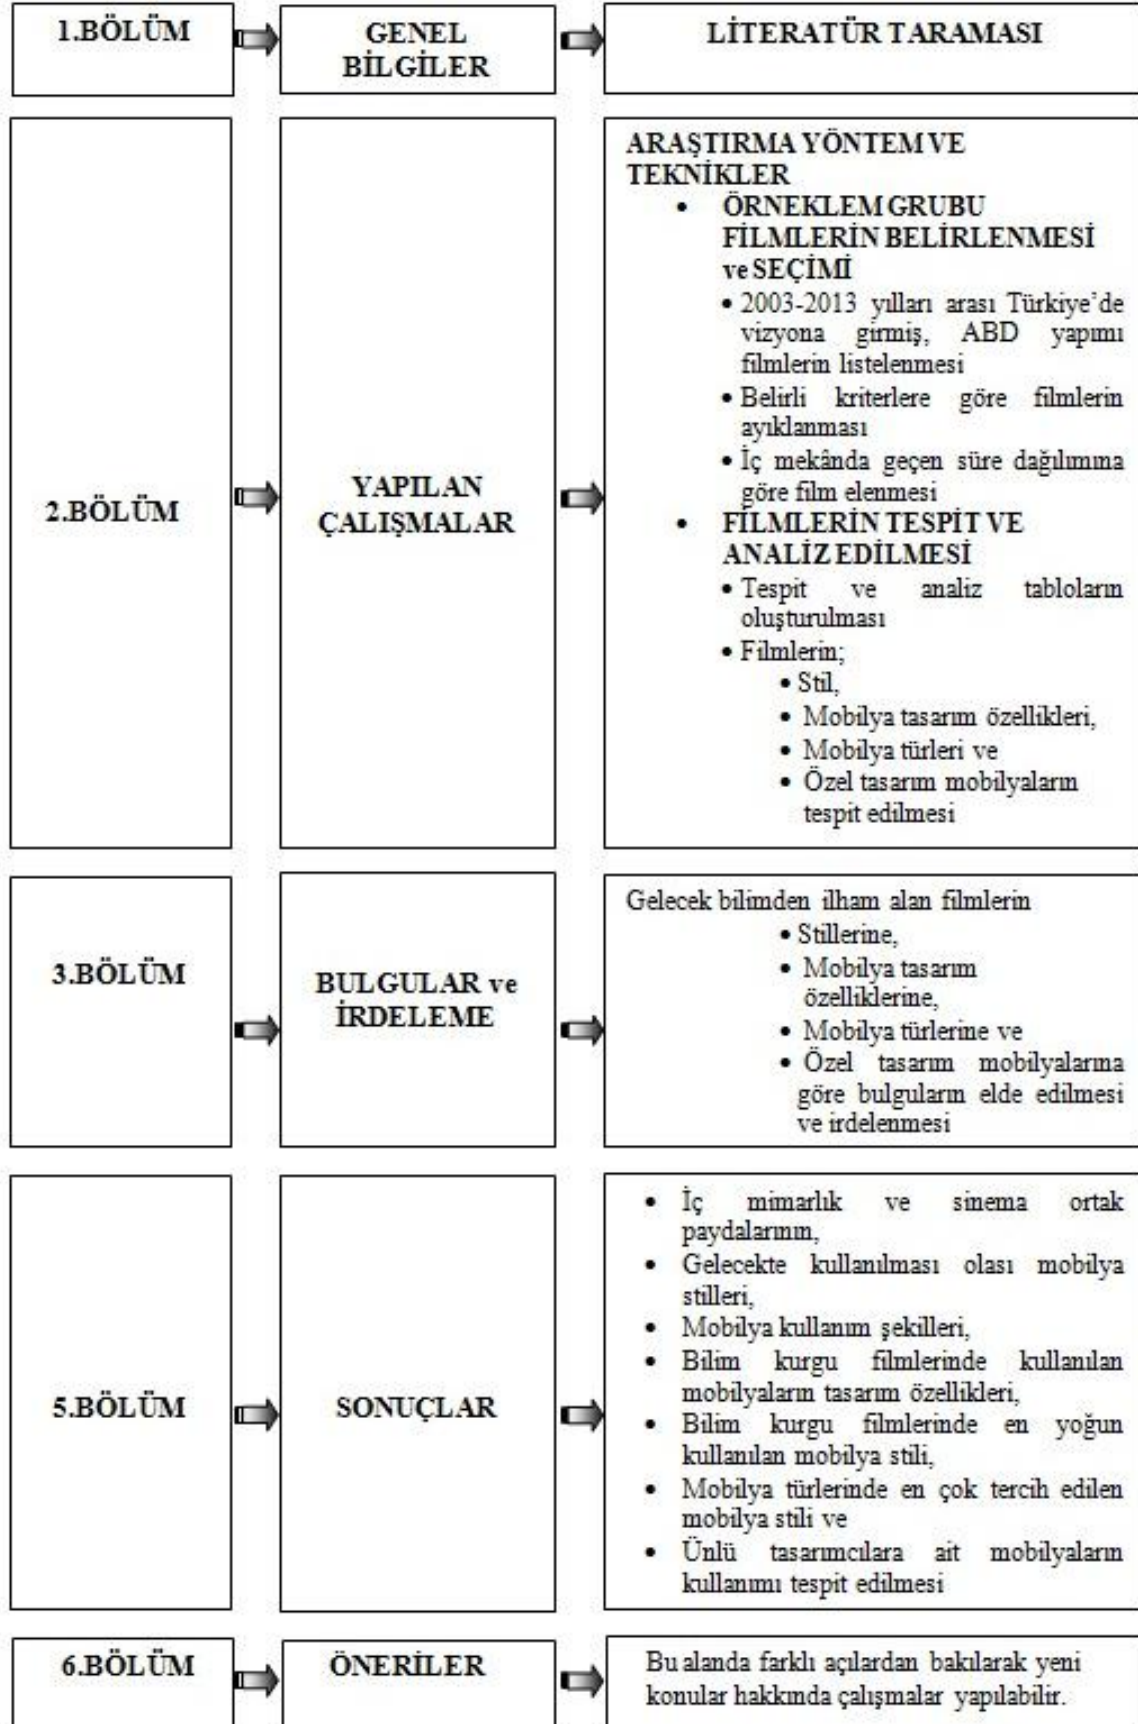 1.BÖLÜM
GENEL
BİLGİLER
LİTERATÜR TARAMASI
2.BÖLÜM
YAPILAN
ÇALIŞMALAR
ARAŞTIRMA YÖNTEM VE
TEKNİKLER
• ÖRNEKLEM GRUBU
FİLMLERİN BELİRLENMESİ
ve SEÇİMİ
• 2003-2013 yılları arası Türkiye'de
vizyona girmiş, ABD yapımı
filmlerin listelenmesi
• Belirli kriterlere göre filmlerin
ayıklanması
• İç mekânda geçen süre dağılımına
göre film elenmesi
• FİLMLERİN TESPİT VE
ANALİZ EDİLMESİ
• Tespit ve analiz tabloların
oluşturulması
• Filmlerin;
• Stil,
• Mobilya tasarım özellikleri,
• Mobilya türleri ve
• Özel tasarım mobilyaların
tespit edilmesi
3.BÖLÜM
BULGULAR ve
İRDELEME
Gelecek bilimden ilham alan filmlerin
• Stillerine,
• Mobilya tasarım
özelliklerine,
• Mobilya türlerine ve
• Özel tasarım mobilyalarına
göre bulguların elde edilmesi
ve irdelenmesi
5.BÖLÜM
SONUÇLAR
• İç mimarlık ve sinema ortak
paydalarının,
• Gelecekte kullanılması olası mobilya
stilleri,
• Mobilya kullanım şekilleri,
• Bilim kurgu filmlerinde kullanılan
mobilyaların tasarım özellikleri,
• Bilim kurgu filmlerinde en yoğun
kullanılan mobilya stili,
• Mobilya türlerinde en çok tercih edilen
mobilya stili ve
• Ünlü tasarımcılara ait mobilyaların
kullanımı tespit edilmesi
6.BÖLÜM
ÖNERİLER
Bu alanda farklı açılardan bakılarak yeni
konular hakkında çalışmalar yapılabilir.